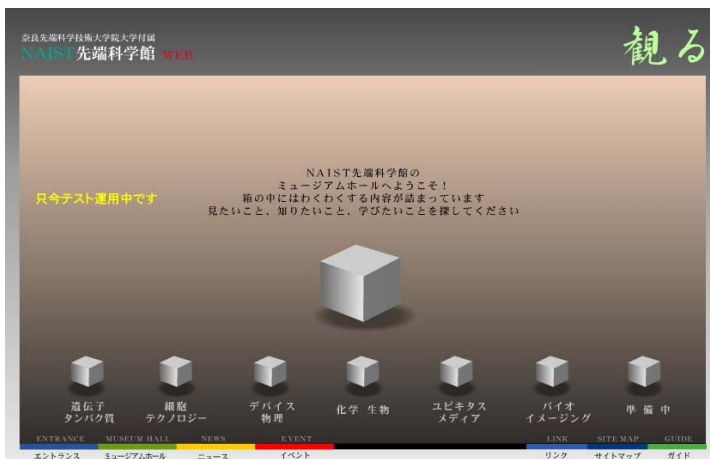 奈良先端科学技術大学院大学付属
NAIST 先端科学館 WEB
観る
NAIST先端科学館の
ミュージアムホールへようこそ！
箱の中にはわくわくする内容が詰まっています
見たいこと、知りたいこと、学びたいことを探してください
只今テスト運用中です
遺伝子
タンパク質
細胞
テクノロジー
デバイス
物理
化学 生物
ユビキタス
メディア
バイオ
イメージング
準 備 中
ENTRANCE MUSEUM HALL NEWS EVENT LINK SITE MAP GUIDE
エントランス ミュージアムホール ニュース イベント リンク サイトマップ ガイド